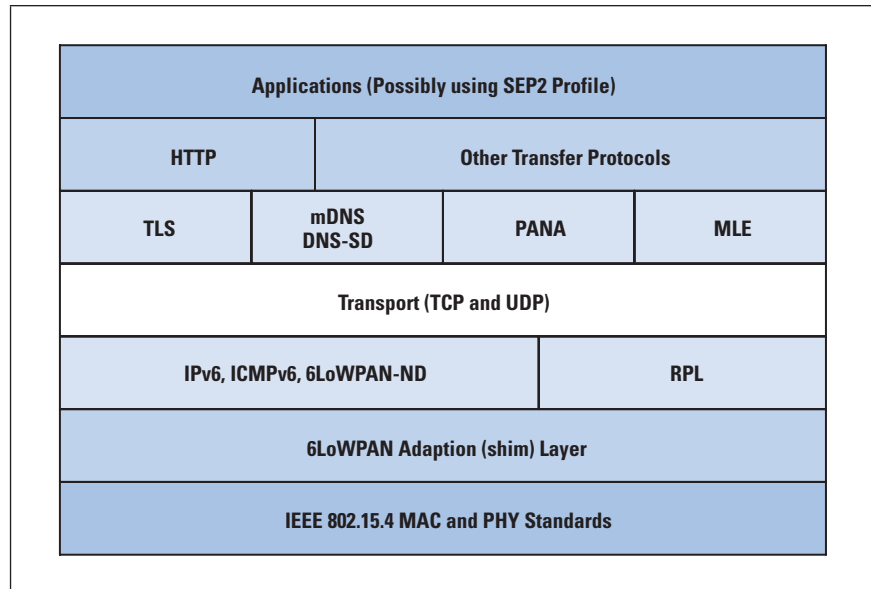 Applications (Possibly using SEP2 Profile)
HTTP
Other Transfer Protocols
TLS
mDNS
DNS-SD
PANA
MLE
Transport (TCP and UDP)
IPv6, ICMPv6, 6LoWPAN-ND
RPL
6LoWPAN Adaption (shim) Layer
IEEE 802.15.4 MAC and PHY Standards